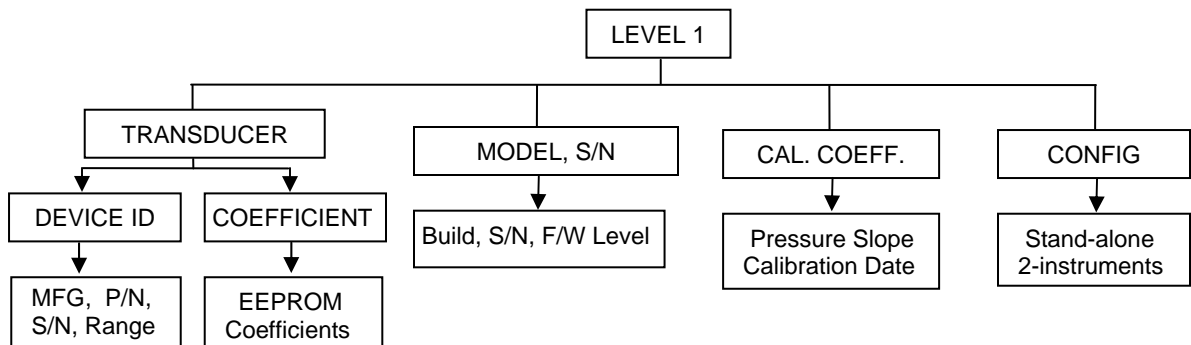 LEVEL 1
TRANSDUCER
MODEL, S/N
CAL. COEFF.
CONFIG
DEVICE ID
COEFFICIENT
Build, S/N, F/W Level
Pressure Slope
Calibration Date
Stand-alone
2-instruments
MFG, P/N,
S/N, Range
EEPROM
Coefficients